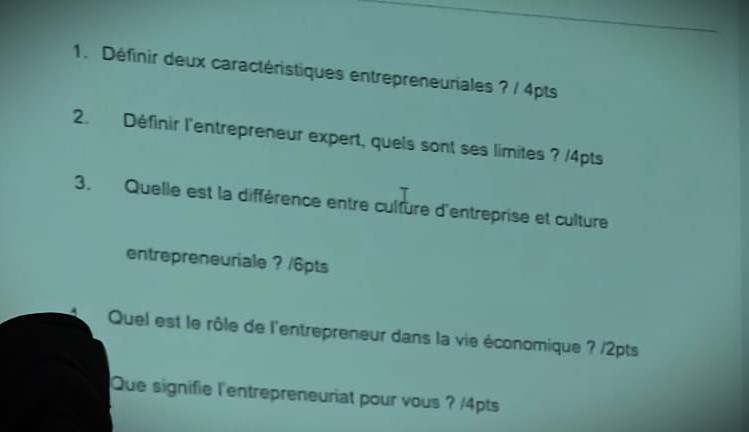 1. Définir deux caractéristiques entrepreneuriales ? / 4pts
2. Définir l'entrepreneur expert, quels sont ses limites ? /4pts
3. Quelle est la différence entre culture d'entreprise et culture
entrepreneuriale ? /6pts
Quel est le rôle de l'entrepreneur dans la vie économique ? /2pts
Que signifie l'entrepreneuriat pour vous ? /4pts